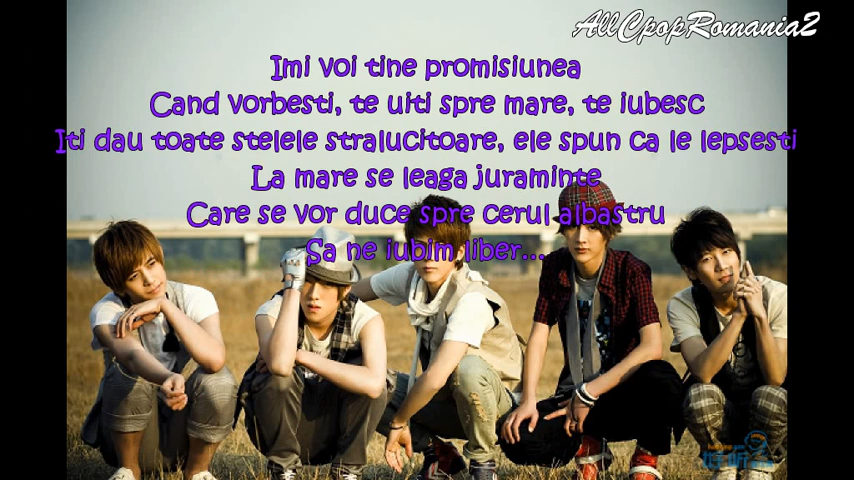 AllCpopRomania2
Imi voi tine promisiunea
Cand vorbesti, te uiti spre mare, te iubesc
Iti dau toate stelele stralucitoare, ele spun ca le lepsesti
La mare se leaga juraminte
Care se vor duce spre cerul albastru
Sa ne iubim liber...